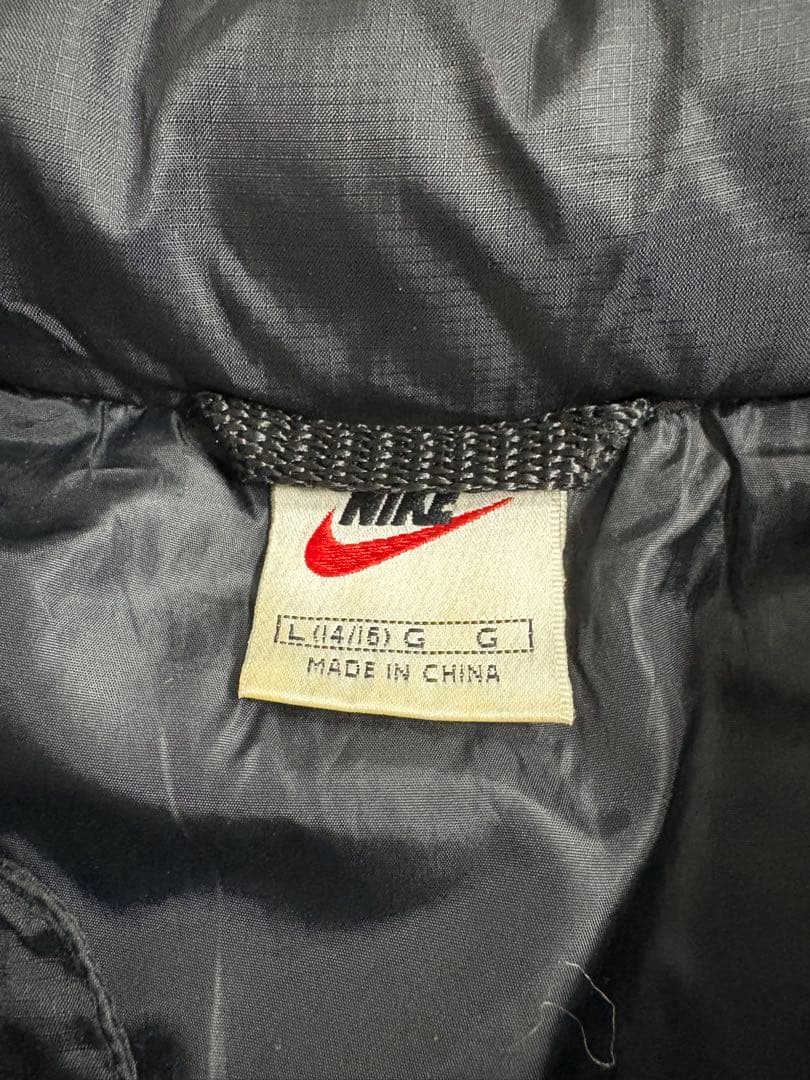 NIKE
L (14/16) G G
MADE IN CHINA